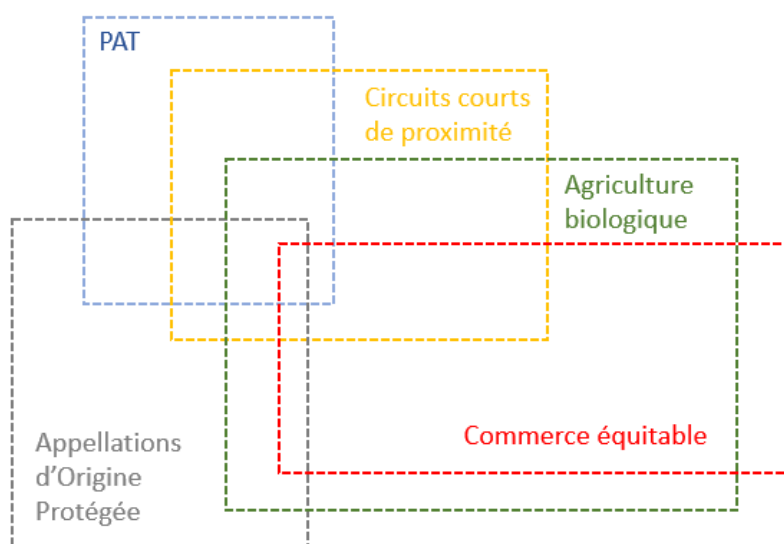 PAT
Circuits courts
de proximité
Agriculture
biologique
Commerce équitable
Appellations
d'Origine
Protégée